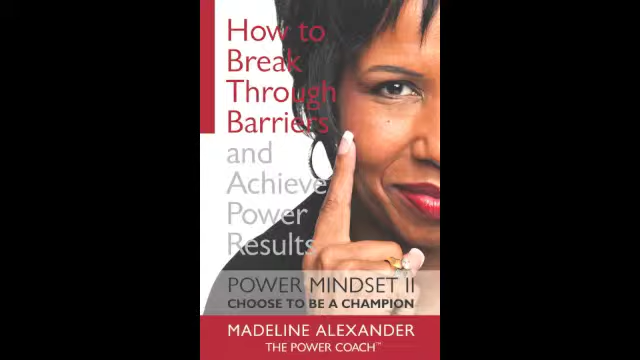 How to
Break
Through
Barriers
and
Achieve
Power
Results
POWER MINDSET II
CHOOSE TO BE A CHAMPION
MADELINE ALEXANDER
THE POWER COACH™